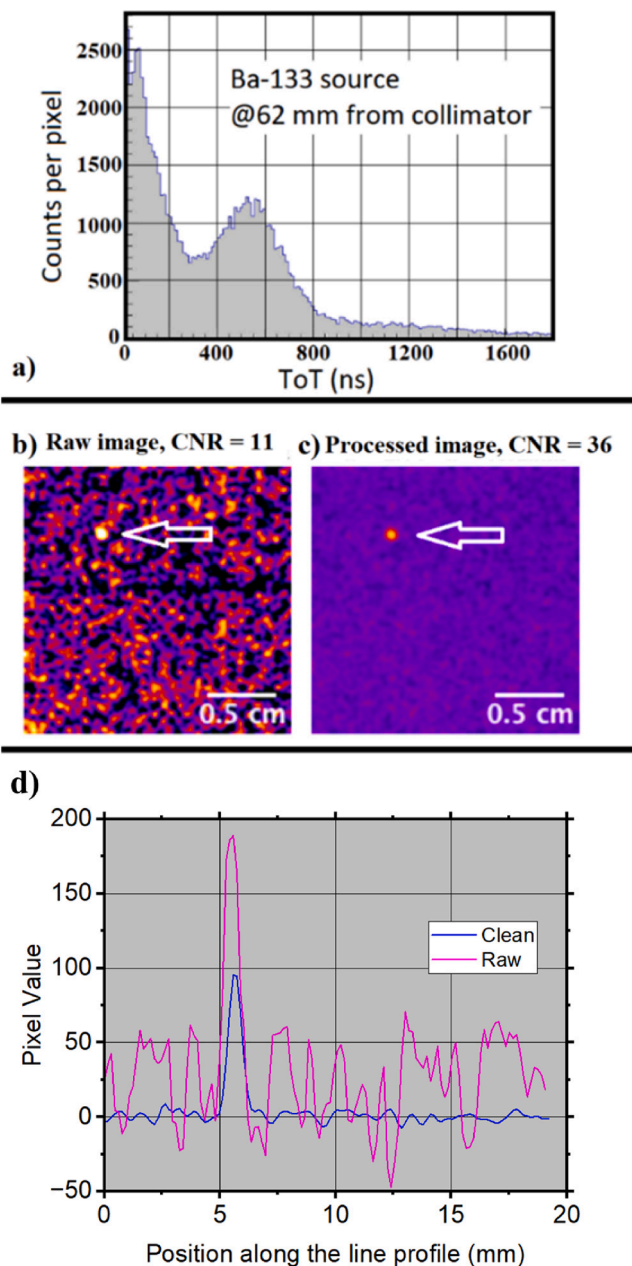 2500
2000
1500
1000
500
0
Counts per pixel
Ba-133 source
@62 mm from collimator
0 400 800 1200 1600
ToT (ns)
a)
b) Raw image, CNR = 11
c) Processed image, CNR = 36
0.5 cm
0.5 cm
d)
200
150
100
50
0
−50
Pixel Value
Clean
Raw
0 5 10 15 20
Position along the line profile (mm)